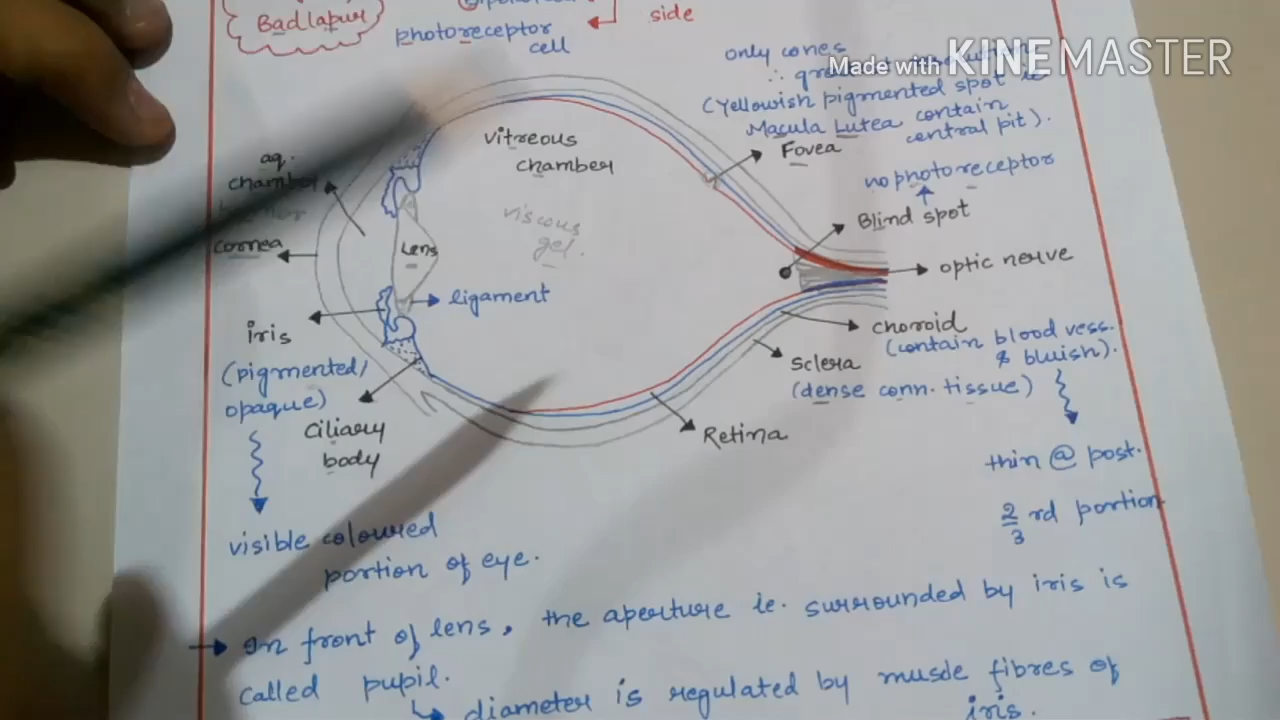 Badlapur
side
photoreceptor
cell
Made with KINEMASTER
only cones
(Yellowish pigmented spot is
Macula Lutea contain
central pit).
Fovea
no photoreceptor
Blind spot
optic nerve
choroid
(contain blood vess.
& bluish).
thin @ post.
2/3 rd portion
Sclera
(dense conn. tissue)
Retina
vitreous
chamber
viscous
gel.
aq.
chamber
cornea
Lens
ligament
iris
(pigmented/
opaque)
ciliary
body
visible coloured
portion of eye.
→ In front of lens, the aperture ie. surrounded by iris is
called pupil.
diameter is regulated by muscle fibres of
iris.